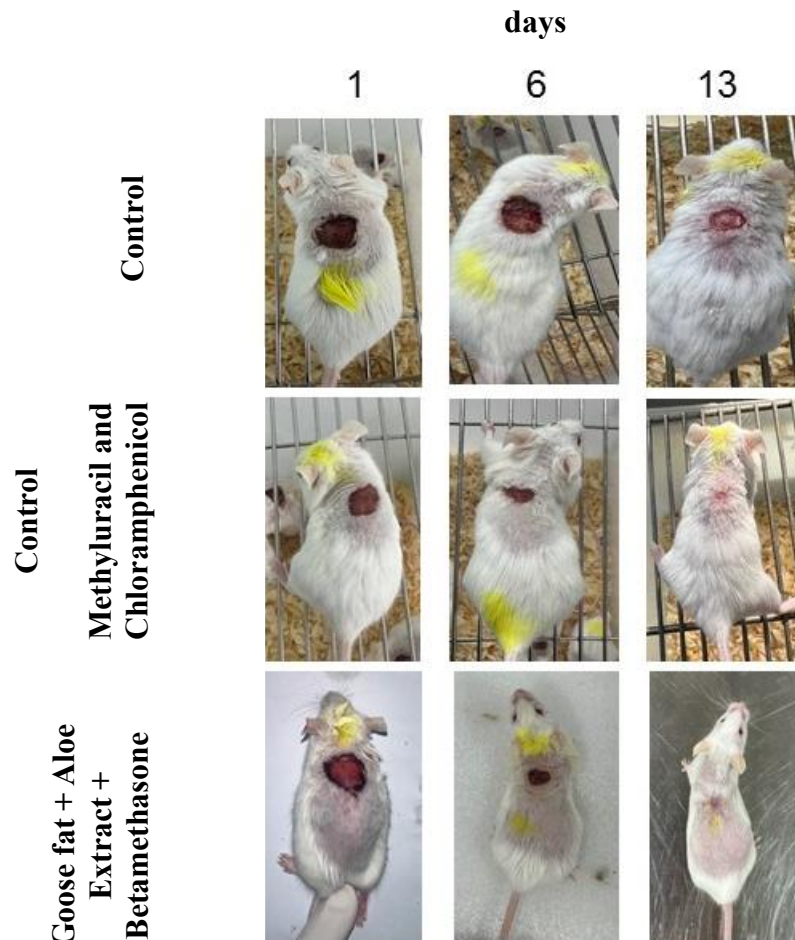 days
1 6 13
Control
Control
Methyluracil and
Chloramphenicol
Goose fat + Aloe
Extract +
Betamethasone